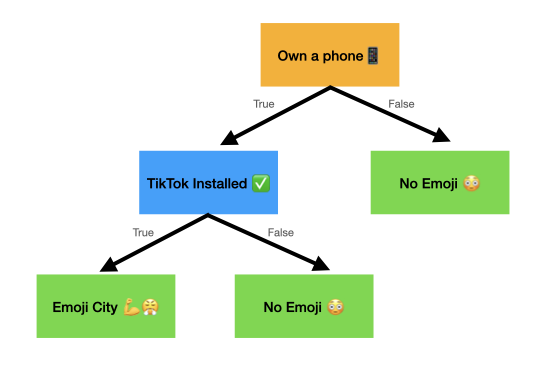 Own a phone📱
True
False
TikTok Installed ✅
No Emoji 😳
True
False
Emoji City 💪😤
No Emoji 😳